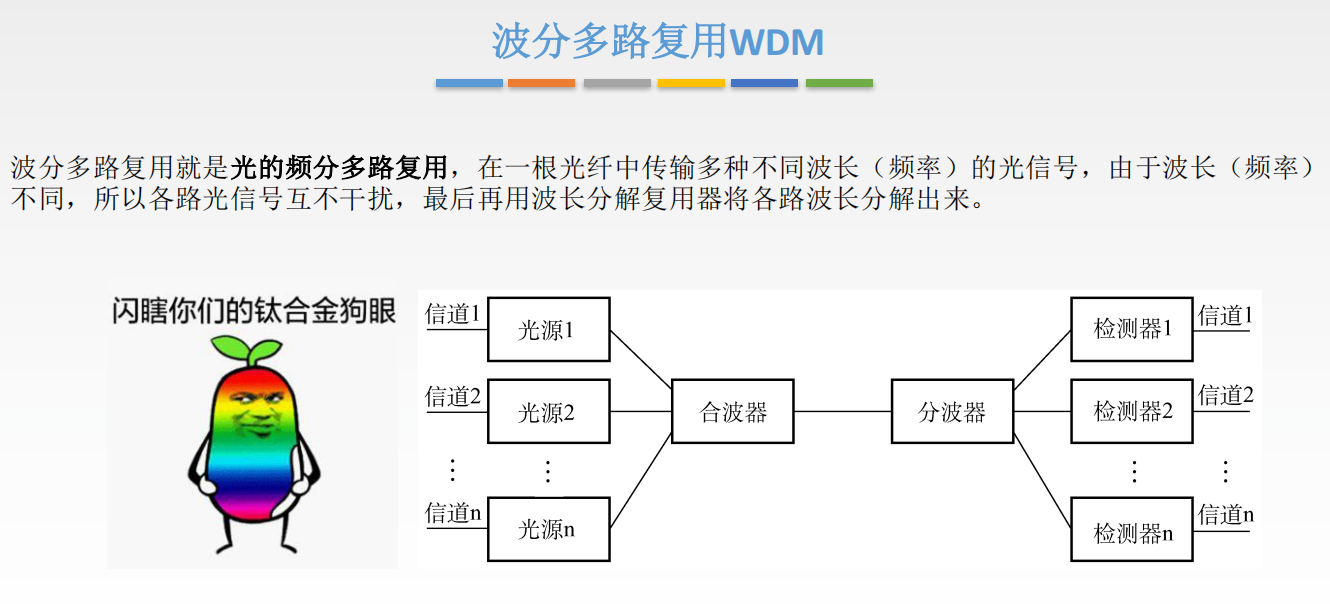 波分多路复用WDM
波分多路复用就是光的频分多路复用，在一根光纤中传输多种不同波长（频率）的光信号，由于波长（频率）
不同，所以各路光信号互不干扰，最后再用波长分解复用器将各路波长分解出来。
闪瞎你们的钛合金狗眼
信道1
光源1
检测器1
信道1
信道2
光源2
合波器
分波器
检测器2
信道2
⋮
⋮
⋮
⋮
信道n
光源n
检测器n
信道n